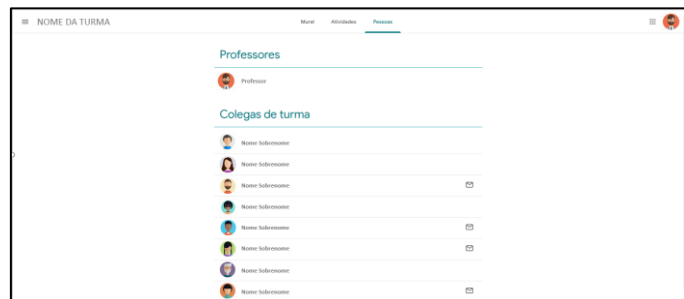 NOME DA TURMA
Mural Atividades Pessoas
Professores
Professor
Colegas de turma
Nome Sobrenome
Nome Sobrenome
Nome Sobrenome
Nome Sobrenome
Nome Sobrenome
Nome Sobrenome
Nome Sobrenome
Nome Sobrenome